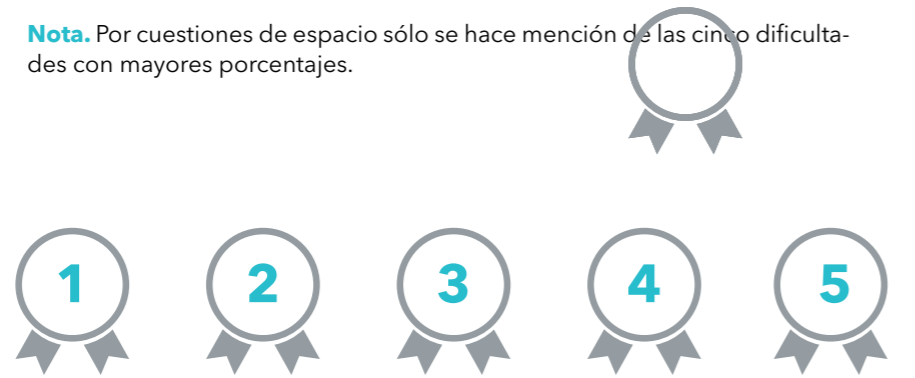 Nota. Por cuestiones de espacio sólo se hace mención de las cinco dificulta-
des con mayores porcentajes.
1 2 3 4 5